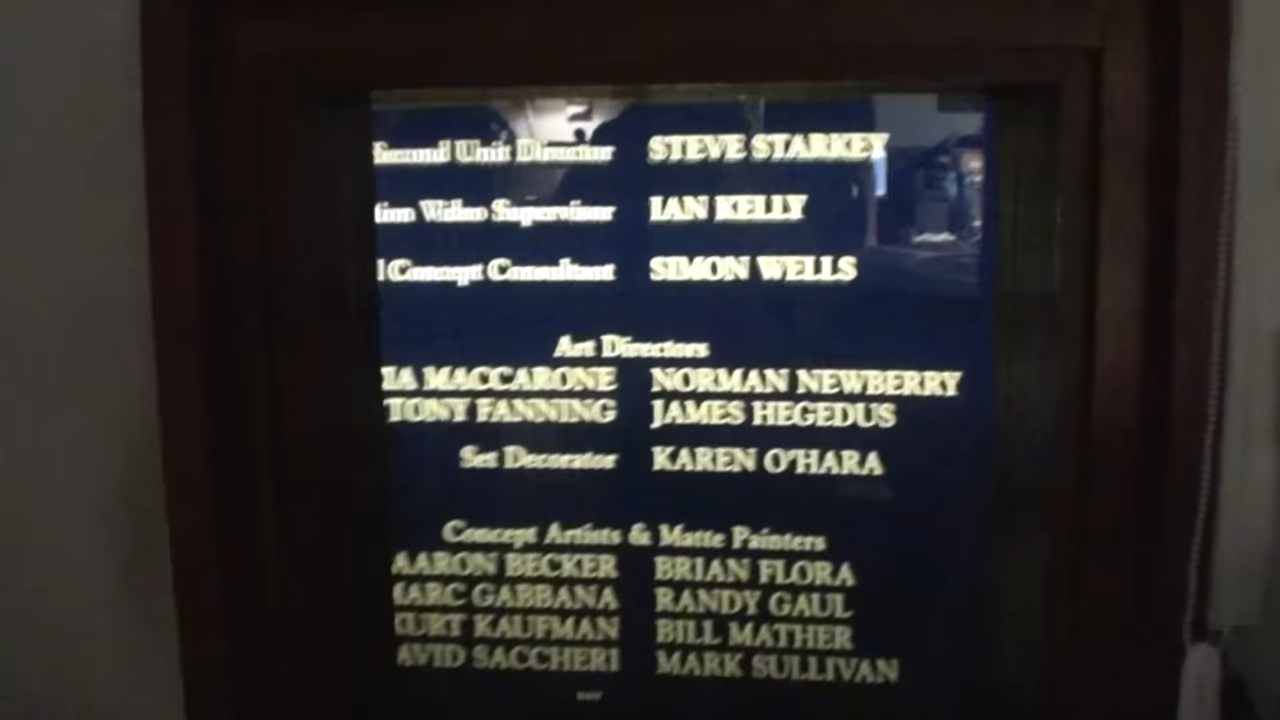 Second Unit Director STEVE STARKEY
tion Video Supervisor IAN KELLY
l Concept Consultant SIMON WELLS
Art Directors
IA MACCARONE NORMAN NEWBERRY
TONY FANNING JAMES HEGEDUS
Set Decorator KAREN O'HARA
Concept Artists & Matte Painters
AARON BECKER BRIAN FLORA
MARC GABBANA RANDY GAUL
KURT KAUFMAN BILL MATHER
AVID SACCHERI MARK SULLIVAN